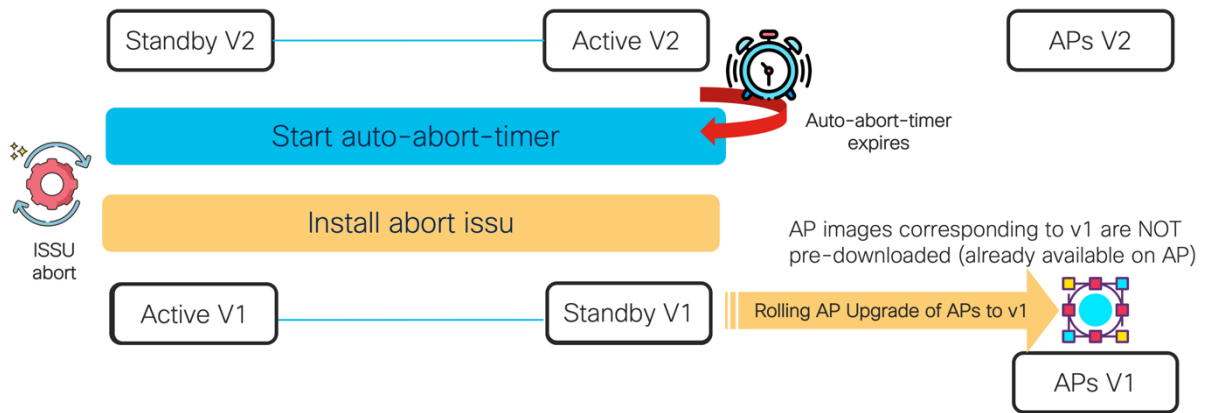 Standby V2
Active V2
APs V2
Start auto-abort-timer
Auto-abort-timer
expires
Install abort issu
ISSU
abort
AP images corresponding to v1 are NOT
pre-downloaded (already available on AP)
Active V1
Standby V1
Rolling AP Upgrade of APs to v1
APs V1